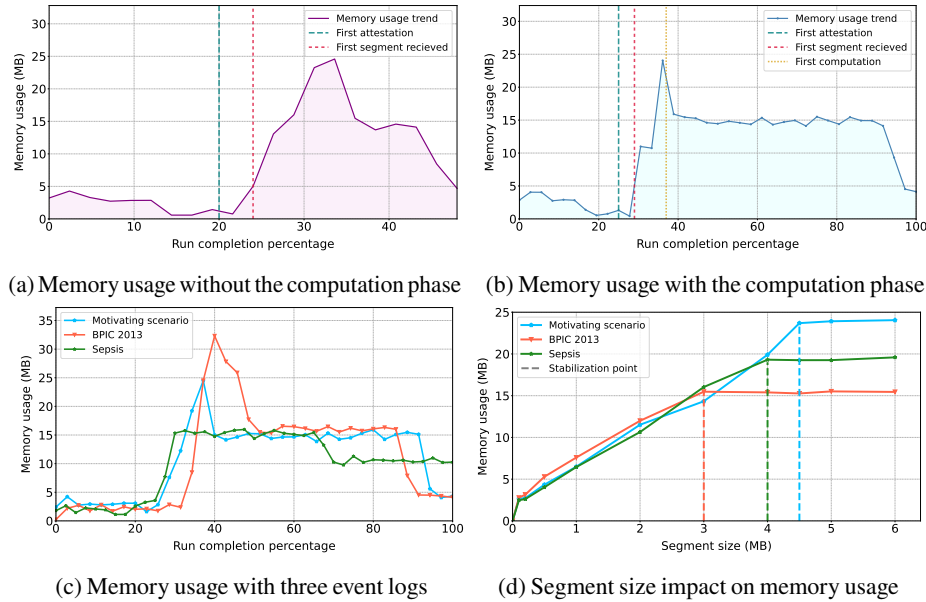 Memory usage (MB)
30
25
20
15
10
5
0
Memory usage trend
First attestation
First segment recieved
0 10 20 30 40
Run completion percentage
(a) Memory usage without the computation phase
Memory usage (MB)
30
25
20
15
10
5
0
Memory usage trend
First attestation
First segment recieved
First computation
0 20 40 60 80 100
Run completion percentage
(b) Memory usage with the computation phase
Memory usage (MB)
35
30
25
20
15
10
5
0
Motivating scenario
BPIC 2013
Sepsis
0 20 40 60 80 100
Run completion percentage
(c) Memory usage with three event logs
Memory usage (MB)
25
20
15
10
5
0
Motivating scenario
BPIC 2013
Sepsis
Stabilization point
0 1 2 3 4 5 6
Segment size (MB)
(d) Segment size impact on memory usage